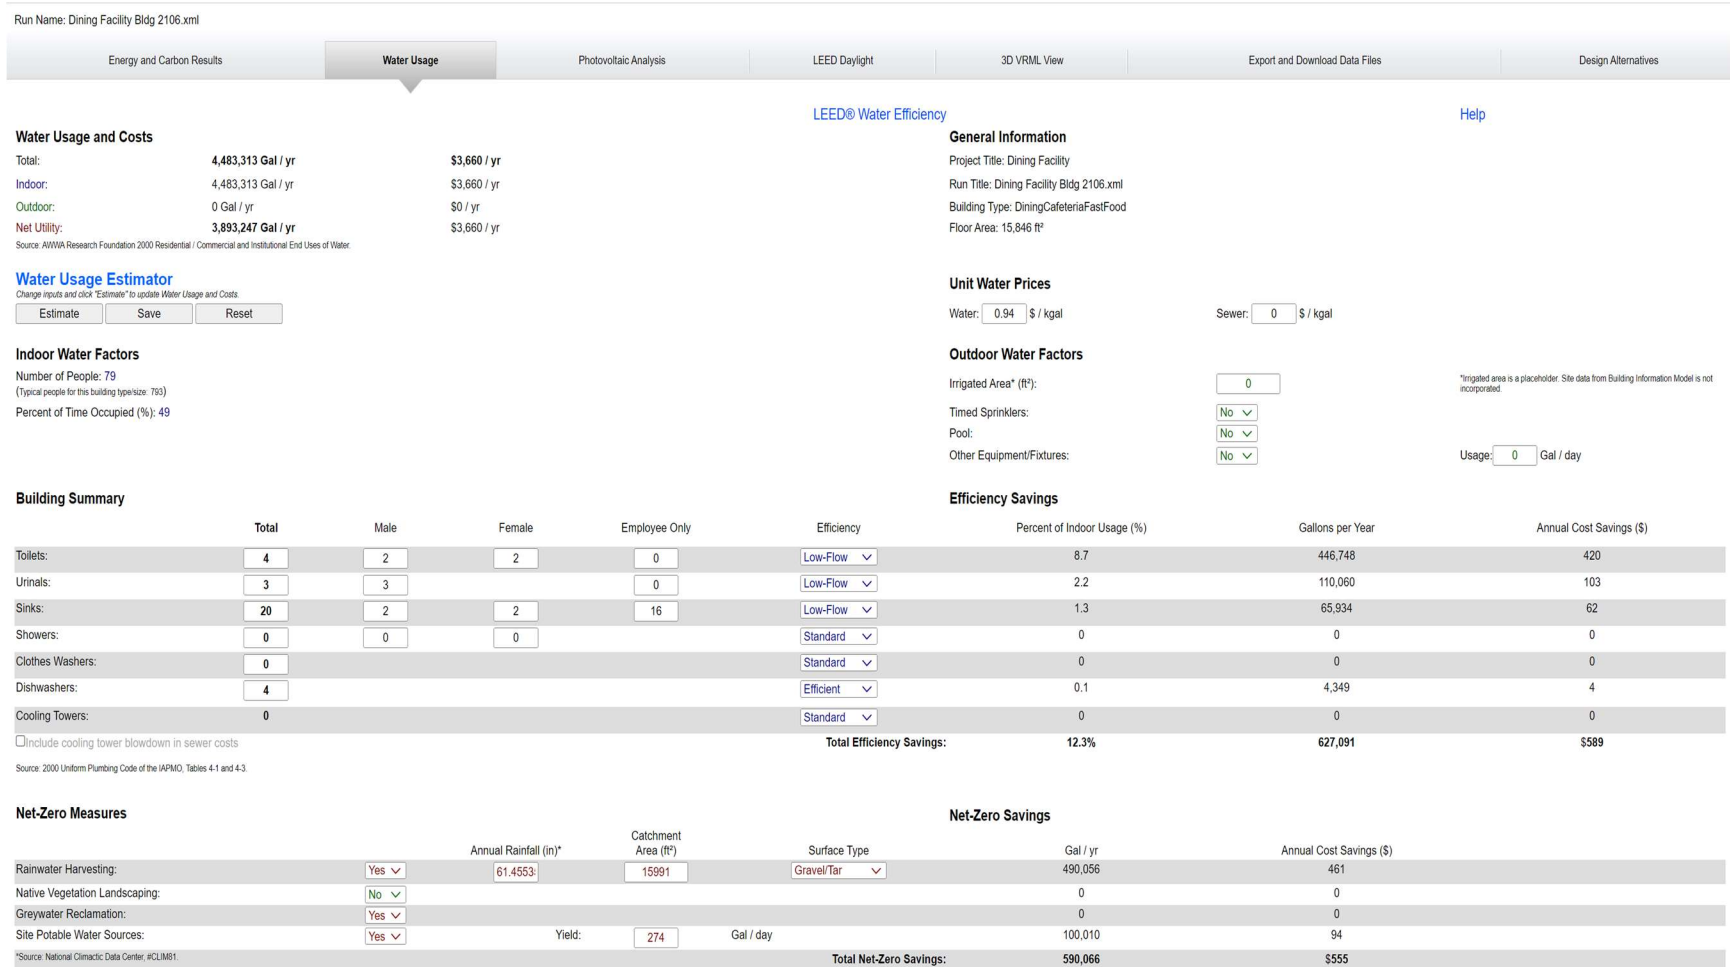 Run Name: Dining Facility Bldg 2106.xml
Energy and Carbon Results Water Usage Photovoltaic Analysis LEED Daylight 3D VRML View Export and Download Data Files Design Alternatives
LEED® Water Efficiency Help
Water Usage and Costs General Information
Total: 4,483,313 Gal / yr $3,660 / yr Project Title: Dining Facility
Indoor: 4,483,313 Gal / yr $3,660 / yr Run Title: Dining Facility Bldg 2106.xml
Outdoor: 0 Gal / yr $0 / yr Building Type: DiningCafeteriaFastFood
Net Utility: 3,893,247 Gal / yr $3,660 / yr Floor Area: 15,846 ft²
Source: AWWA Research Foundation 2000 Residential / Commercial and Institutional End Uses of Water.
Water Usage Estimator Unit Water Prices
Change inputs and click "Estimate" to update Water Usage and Costs.
Estimate Save Reset Water: 0.94 $ / kgal Sewer: 0 $ / kgal
Indoor Water Factors Outdoor Water Factors
Number of People: 79
(Typical people for this building type/size: 793) Irrigated Area* (ft²): 0 *Irrigated area is a placeholder. Site data from Building Information Model is not
incorporated.
Percent of Time Occupied (%): 49 Timed Sprinklers: No
Pool: No
Other Equipment/Fixtures: No Usage: 0 Gal / day
Building Summary Efficiency Savings
Total Male Female Employee Only Efficiency Percent of Indoor Usage (%) Gallons per Year Annual Cost Savings ($)
Toilets: 4 2 2 0 Low-Flow 8.7 446,748 420
Urinals: 3 3 0 Low-Flow 2.2 110,060 103
Sinks: 20 2 2 16 Low-Flow 1.3 65,934 62
Showers: 0 0 0 Standard 0 0 0
Clothes Washers: 0 Standard 0 0 0
Dishwashers: 4 Efficient 0.1 4,349 4
Cooling Towers: 0 Standard 0 0 0
Include cooling tower blowdown in sewer costs Total Efficiency Savings: 12.3% 627,091 $589
Source: 2000 Uniform Plumbing Code of the IAPMO, Tables 4-1 and 4-3.
Net-Zero Measures Net-Zero Savings
Annual Rainfall (in)* Catchment
Area (ft²) Surface Type Gal / yr Annual Cost Savings ($)
Rainwater Harvesting: Yes 61.4553 15991 Gravel/Tar 490,056 461
Native Vegetation Landscaping: No 0 0
Greywater Reclamation: Yes 0 0
Site Potable Water Sources: Yes Yield: 274 Gal / day 100,010 94
*Source: National Climactic Data Center, #CLIM81. Total Net-Zero Savings: 590,066 $555